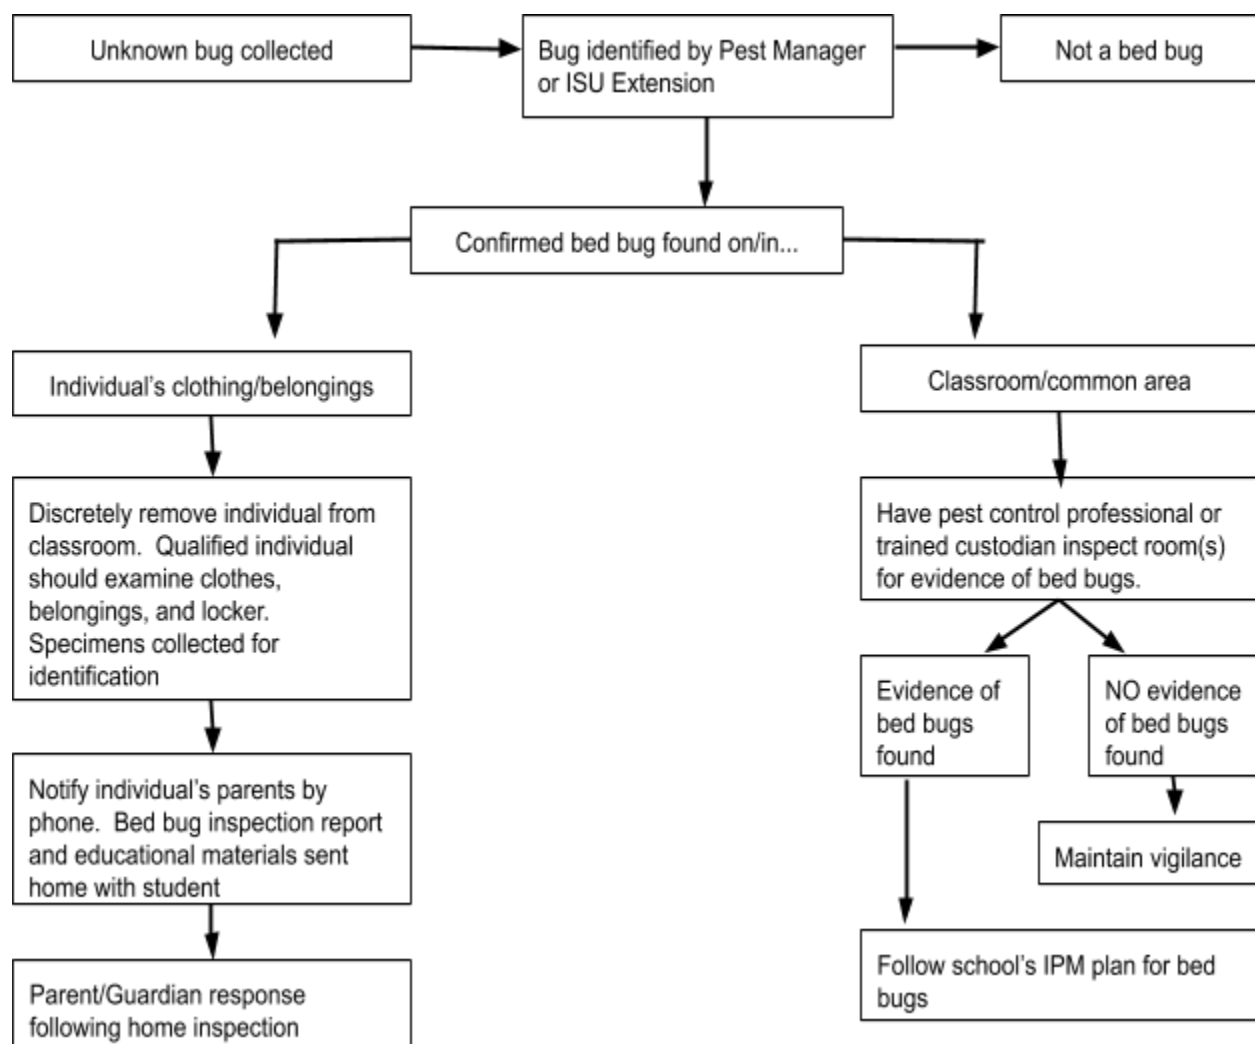 Unknown bug collected
Bug identified by Pest Manager
or ISU Extension
Not a bed bug
Confirmed bed bug found on/in...
Individual's clothing/belongings
Classroom/common area
Discretely remove individual from
classroom.  Qualified individual
should examine clothes,
belongings, and locker.
Specimens collected for
identification
Have pest control professional or
trained custodian inspect room(s)
for evidence of bed bugs.
Evidence of
bed bugs
found
NO evidence
of bed bugs
found
Notify individual's parents by
phone.  Bed bug inspection report
and educational materials sent
home with student
Maintain vigilance
Follow school's IPM plan for bed
bugs
Parent/Guardian response
following home inspection